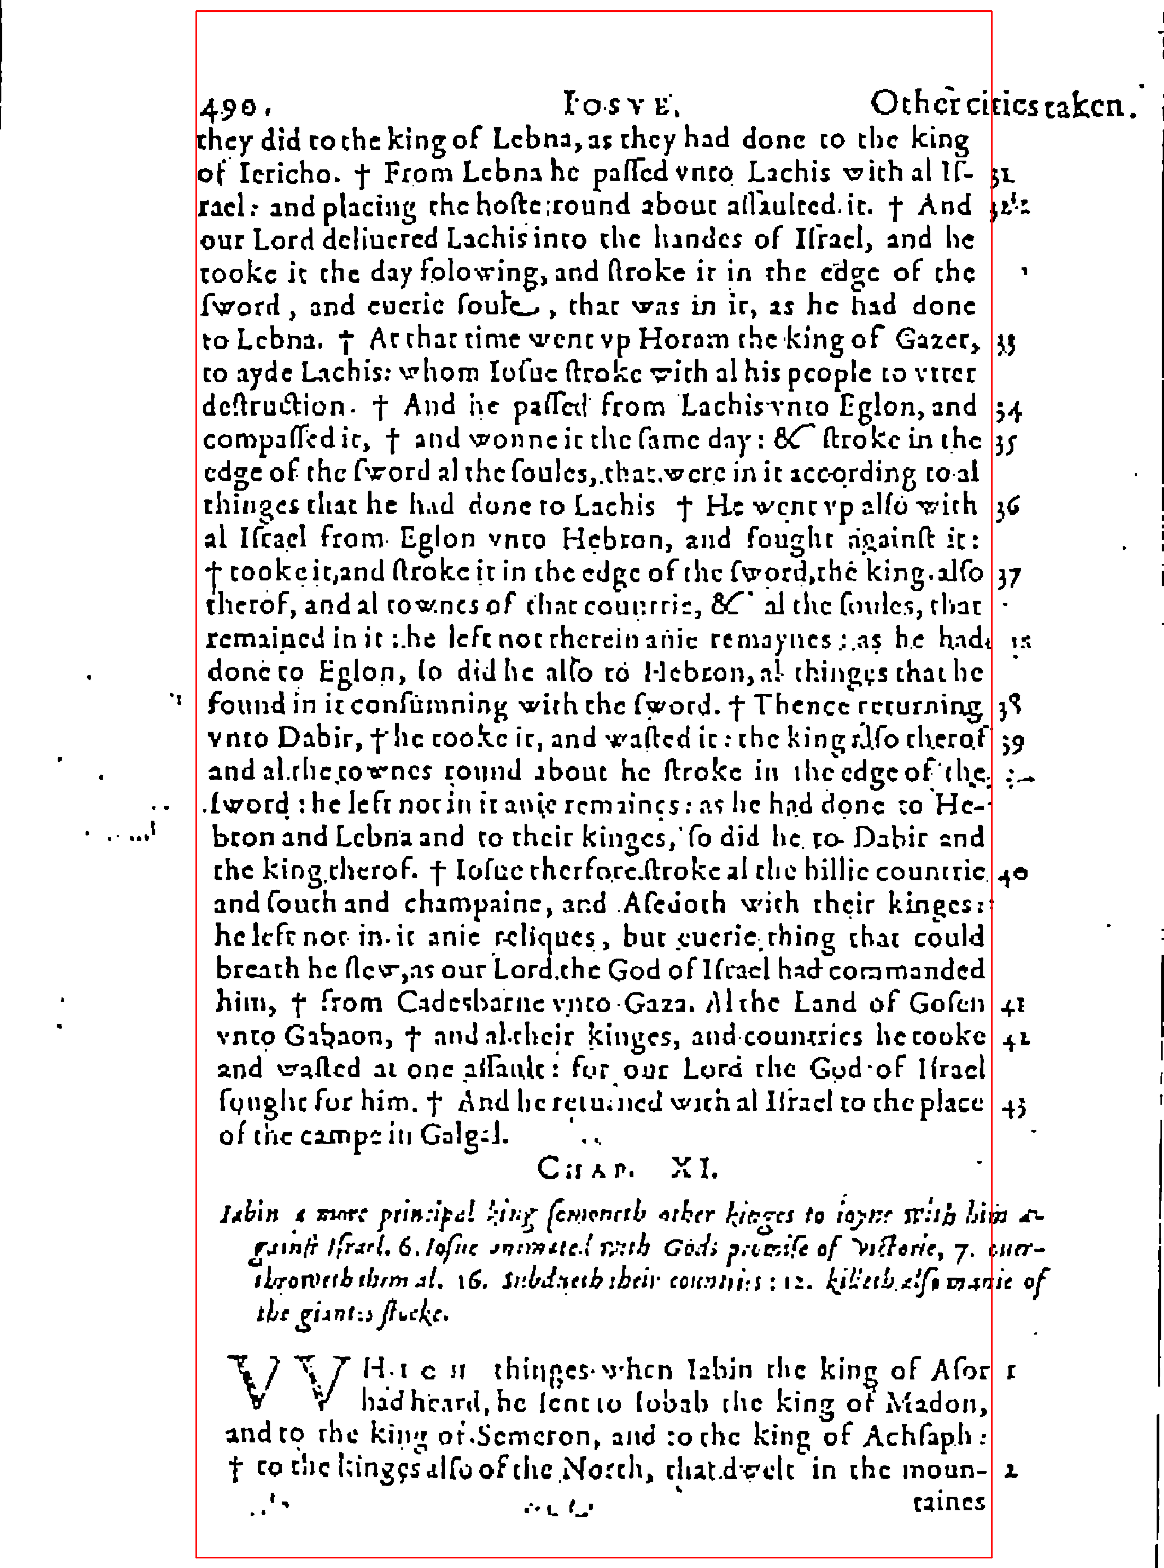 490. IOSVE. Other cities taken.
they did to the king of Lebna, as they had done to the king
of Iericho. † From Lebna he paſſed vnto Lachis with al Iſ- 31
rael: and placing the hoſte round about aſſaulted it. † And 32
our Lord deliuered Lachis into the handes of Iſrael, and he
tooke it the day folowing, and ſtroke it in the edge of the
ſword, and euerie ſoule, that was in it, as he had done
to Lebna. † At that time went vp Horam the king of Gazer, 33
to ayde Lachis: whom Ioſue ſtroke with al his people to vtter
deſtruction. † And he paſſed from Lachis vnto Eglon, and 34
compaſſed it, † and wonne it the ſame day: & ſtroke in the 35
edge of the ſword al the ſoules, that were in it according to al
thinges that he had done to Lachis † He went vp alſo with 36
al Iſrael from Eglon vnto Hebron, and fought againſt it:
† tooke it, and ſtroke it in the edge of the ſword, the king alſo 37
therof, and al townes of that countrie, & al the ſoules, that
remained in it: he left not therein anie remaynes: as he had
done to Eglon, ſo did he alſo to Hebron, al thinges that he
found in it conſumning with the ſword. † Thence returning 38
vnto Dabir, † he tooke it, and waſted it: the king alſo therof 39
and al the townes round about he ſtroke in the edge of the
ſword: he left not in it anie remaines: as he had done to He-
bron and Lebna and to their kinges, ſo did he to Dabir and
the king therof. † Ioſue therfore ſtroke al the hillie countrie 40
and ſouth and champaine, and Aſedoth with their kinges:
he left not in it anie reliques, but euerie thing that could
breath he ſlew, as our Lord the God of Iſrael had commanded
him, † from Cadesbarne vnto Gaza. Al the Land of Goſen 41
vnto Gabaon, † and al their kinges, and countries he tooke 42
and waſted at one aſſault: for our Lord the God of Iſrael
fought for him. † And he returned with al Iſrael to the place 43
of the campe in Galgal.
CHAP. XI.
Iabin a more principal king ſommoneth other kinges to ioyne with him a-
gainſt Iſrael. 6. Ioſue animated with Gods promiſe of victorie, 7. ouer-
throweth them al. 16. Subdueth their countries: 12. killeth alſo manie of
the giantes ſtocke.
VVHICH thinges when Iabin the king of Aſor 1
had heard, he ſent to Iobab the king of Madon,
and to the king of Semeron, and to the king of Achſaph:
† to the kinges alſo of the North, that dwelt in the moun- 2
taines